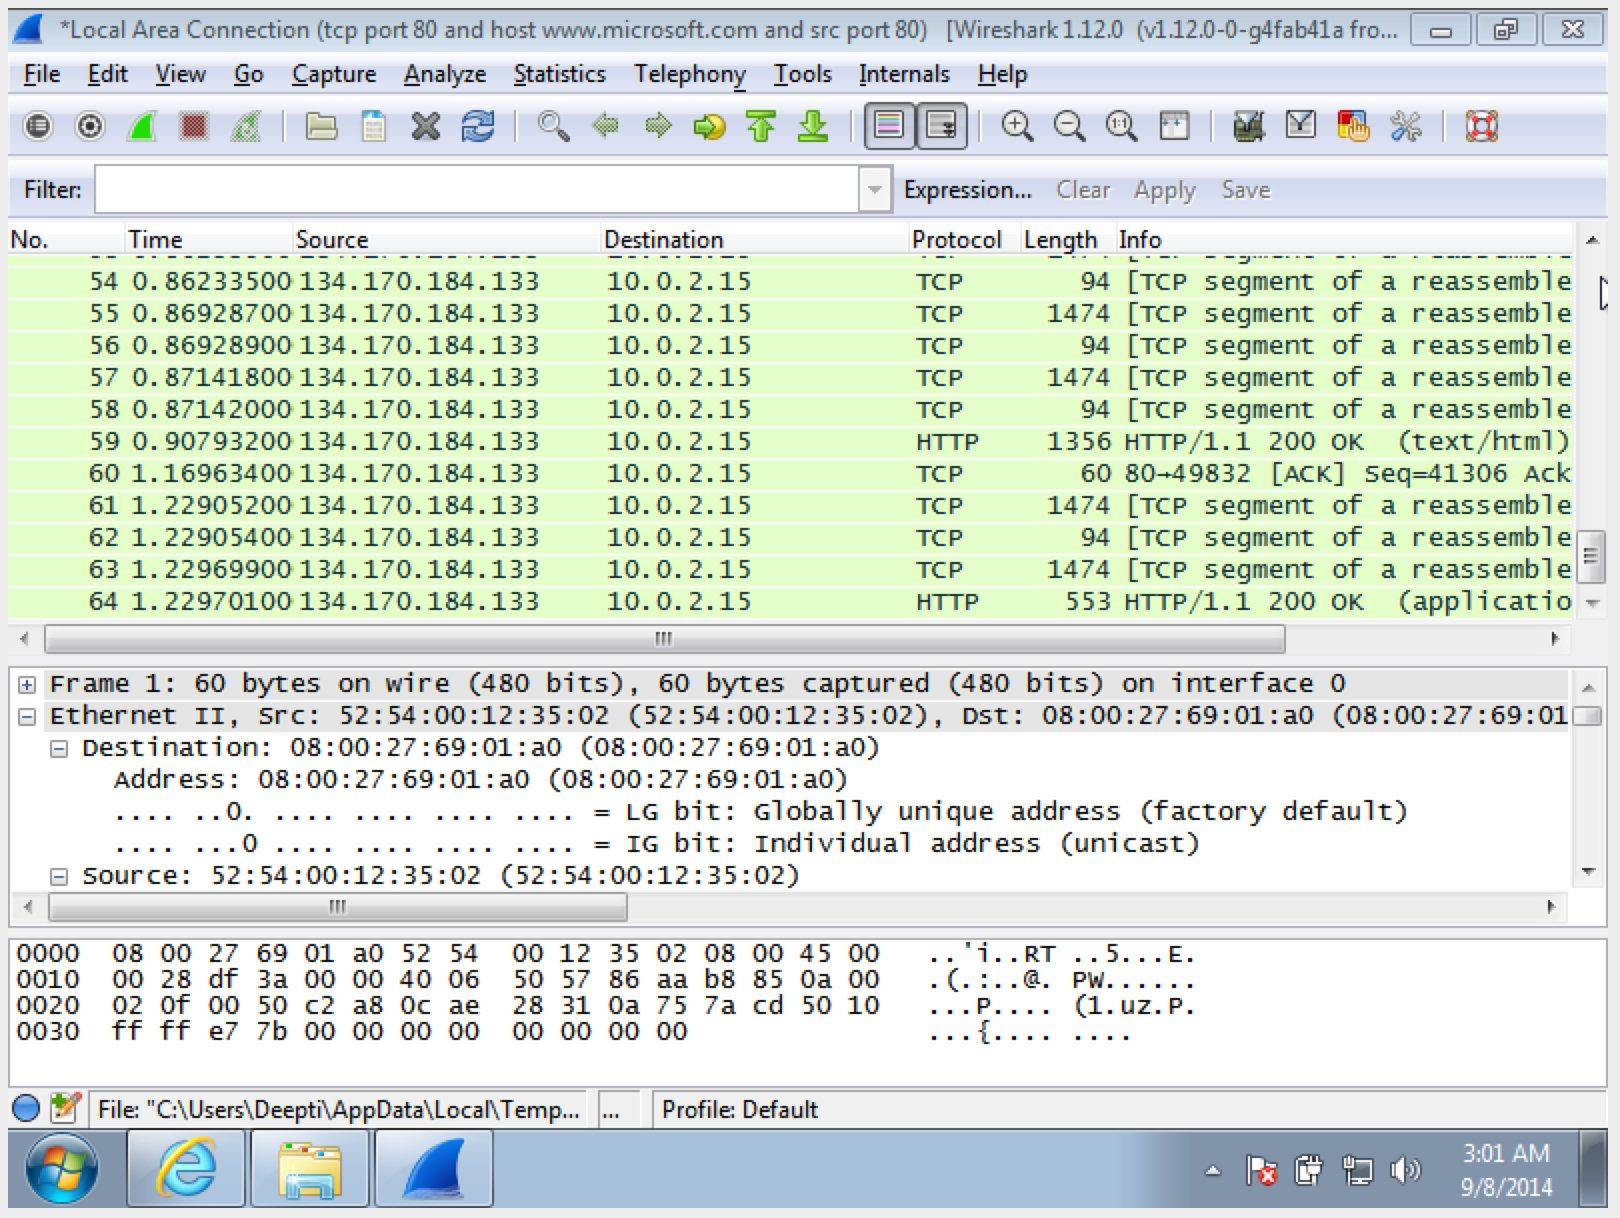 *Local Area Connection (tcp port 80 and host www.microsoft.com and src port 80) [Wireshark 1.12.0 (v1.12.0-0-g4fab41a fro...
File Edit View Go Capture Analyze Statistics Telephony Tools Internals Help
Filter: Expression... Clear Apply Save
No. Time Source Destination Protocol Length Info
54 0.86233500 134.170.184.133 10.0.2.15 TCP 94 [TCP segment of a reassemble
55 0.86928700 134.170.184.133 10.0.2.15 TCP 1474 [TCP segment of a reassemble
56 0.86928900 134.170.184.133 10.0.2.15 TCP 94 [TCP segment of a reassemble
57 0.87141800 134.170.184.133 10.0.2.15 TCP 1474 [TCP segment of a reassemble
58 0.87142000 134.170.184.133 10.0.2.15 TCP 94 [TCP segment of a reassemble
59 0.90793200 134.170.184.133 10.0.2.15 HTTP 1356 HTTP/1.1 200 OK (text/html)
60 1.16963400 134.170.184.133 10.0.2.15 TCP 60 80→49832 [ACK] Seq=41306 Ack
61 1.22905200 134.170.184.133 10.0.2.15 TCP 1474 [TCP segment of a reassemble
62 1.22905400 134.170.184.133 10.0.2.15 TCP 94 [TCP segment of a reassemble
63 1.22969900 134.170.184.133 10.0.2.15 TCP 1474 [TCP segment of a reassemble
64 1.22970100 134.170.184.133 10.0.2.15 HTTP 553 HTTP/1.1 200 OK (applicatio
Frame 1: 60 bytes on wire (480 bits), 60 bytes captured (480 bits) on interface 0
Ethernet II, Src: 52:54:00:12:35:02 (52:54:00:12:35:02), Dst: 08:00:27:69:01:a0 (08:00:27:69:01
Destination: 08:00:27:69:01:a0 (08:00:27:69:01:a0)
Address: 08:00:27:69:01:a0 (08:00:27:69:01:a0)
.... ..0. .... .... .... .... = LG bit: Globally unique address (factory default)
.... ...0 .... .... .... .... = IG bit: Individual address (unicast)
Source: 52:54:00:12:35:02 (52:54:00:12:35:02)
0000 08 00 27 69 01 a0 52 54 00 12 35 02 08 00 45 00 ..'i..RT ..5...E.
0010 00 28 df 3a 00 00 40 06 50 57 86 aa b8 85 0a 00 .(.:..@. PW......
0020 02 0f 00 50 c2 a8 0c ae 28 31 0a 75 7a cd 50 10 ...P.... (1.uz.P.
0030 ff ff e7 7b 00 00 00 00 00 00 00 00 ...{.... ....
File: "C:\Users\Deepti\AppData\Local\Temp... ... Profile: Default
3:01 AM
9/8/2014